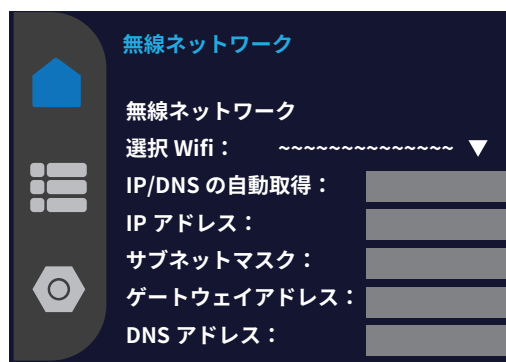 無線ネットワーク
無線ネットワーク
選択 Wifi： ~~~~~~~~~~~~~~ ▼
IP/DNS の自動取得：
IP アドレス：
サブネットマスク：
ゲートウェイアドレス：
DNS アドレス：